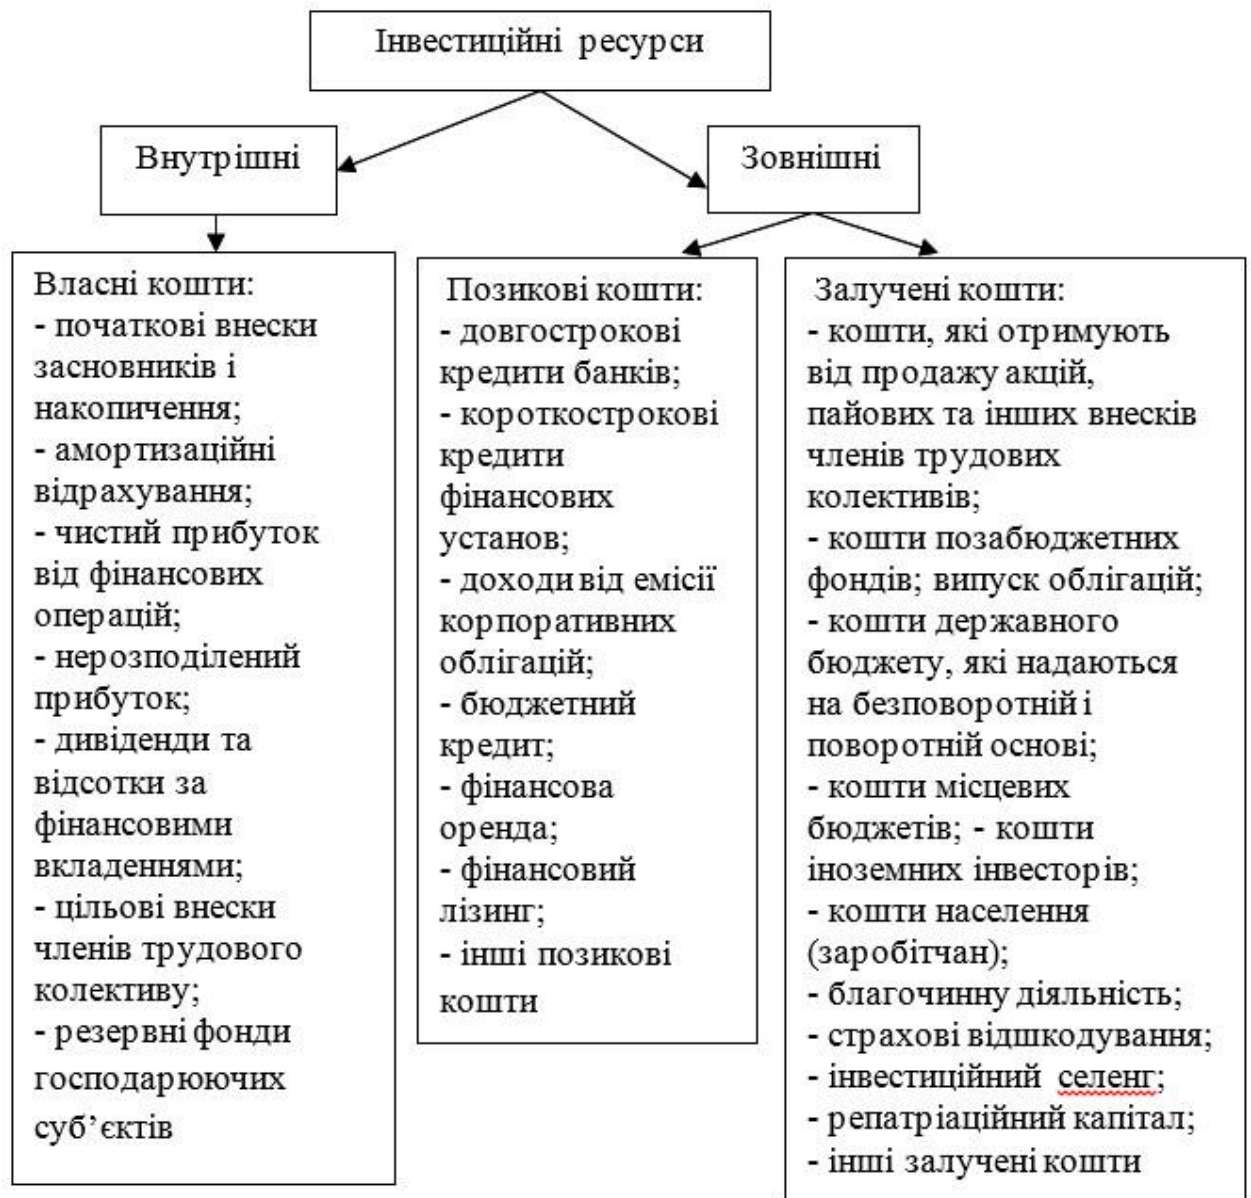 Інвестиційні ресурси
Внутрішні
Зовнішні
Власні кошти:
- початкові внески
засновників і
накопичення;
- амортизаційні
відрахування;
- чистий прибуток
від фінансових
операцій;
- нерозподілений
прибуток;
- дивіденди та
відсотки за
фінансовими
вкладеннями;
- цільові внески
членів трудового
колективу;
- резервні фонди
господарюючих
суб’єктів
Позикові кошти:
- довгострокові
кредити банків;
- короткострокові
кредити
фінансових
установ;
- доходи від емісії
корпоративних
облігацій;
- бюджетний
кредит;
- фінансова
оренда;
- фінансовий
лізинг;
- інші позикові
кошти
Залучені кошти:
- кошти, які отримують
від продажу акцій,
пайових та інших внесків
членів трудових
колективів;
- кошти позабюджетних
фондів; випуск облігацій;
- кошти державного
бюджету, які надаються
на безповоротній і
поворотній основі;
- кошти місцевих
бюджетів; - кошти
іноземних інвесторів;
- кошти населення
(заробітчан);
- благочинну діяльність;
- страхові відшкодування;
- інвестиційний селенг;
- репатріаційний капітал;
- інші залучені кошти